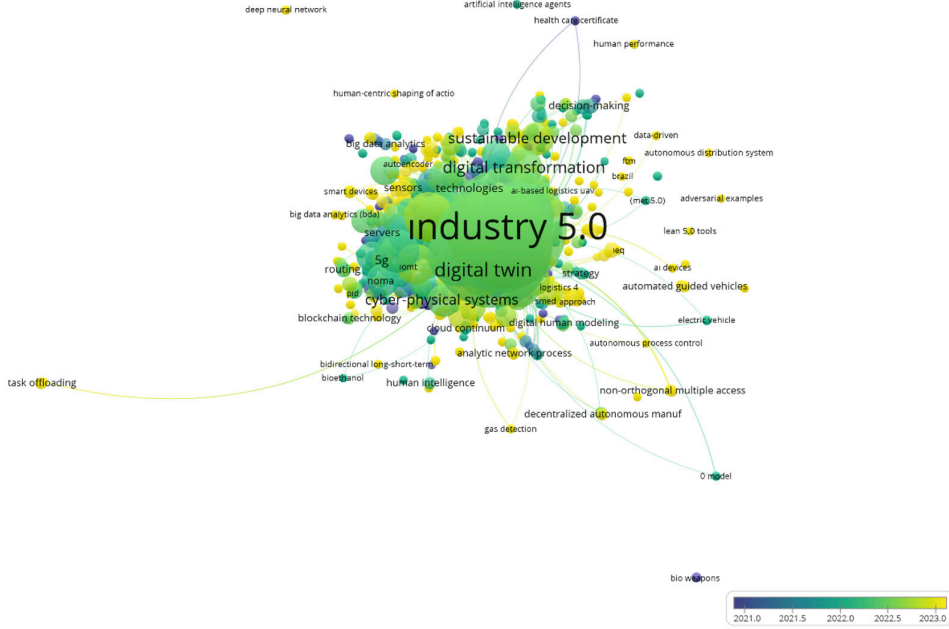 deep neural network
artificial intelligence agents
health care certificate
human performance
human-centric shaping of actio
decision-making
big data analytics
sustainable development
data-driven
autoencoder
digital transformation
ftm
autonomous distribution system
brazil
smart devices
sensors
technologies
ai-based logistics uav
(mec5.0)
adversarial examples
big data analytics (bda)
servers
industry 5.0
lean 5,0 tools
ieq
5g
iomt
routing
digital twin
strategy
ai devices
noma
pid
logistics 4
automated guided vehicles
cyber-physical systems
smed
approach
blockchain technology
cloud continuum
digital human modeling
electric vehicle
autonomous process control
analytic network process
bidirectional long-short-term
bioethanol
human intelligence
task offloading
non-orthogonal multiple access
decentralized autonomous manuf
gas detection
0 model
bio weapons
2021.0
2021.5
2022.0
2022.5
2023.0